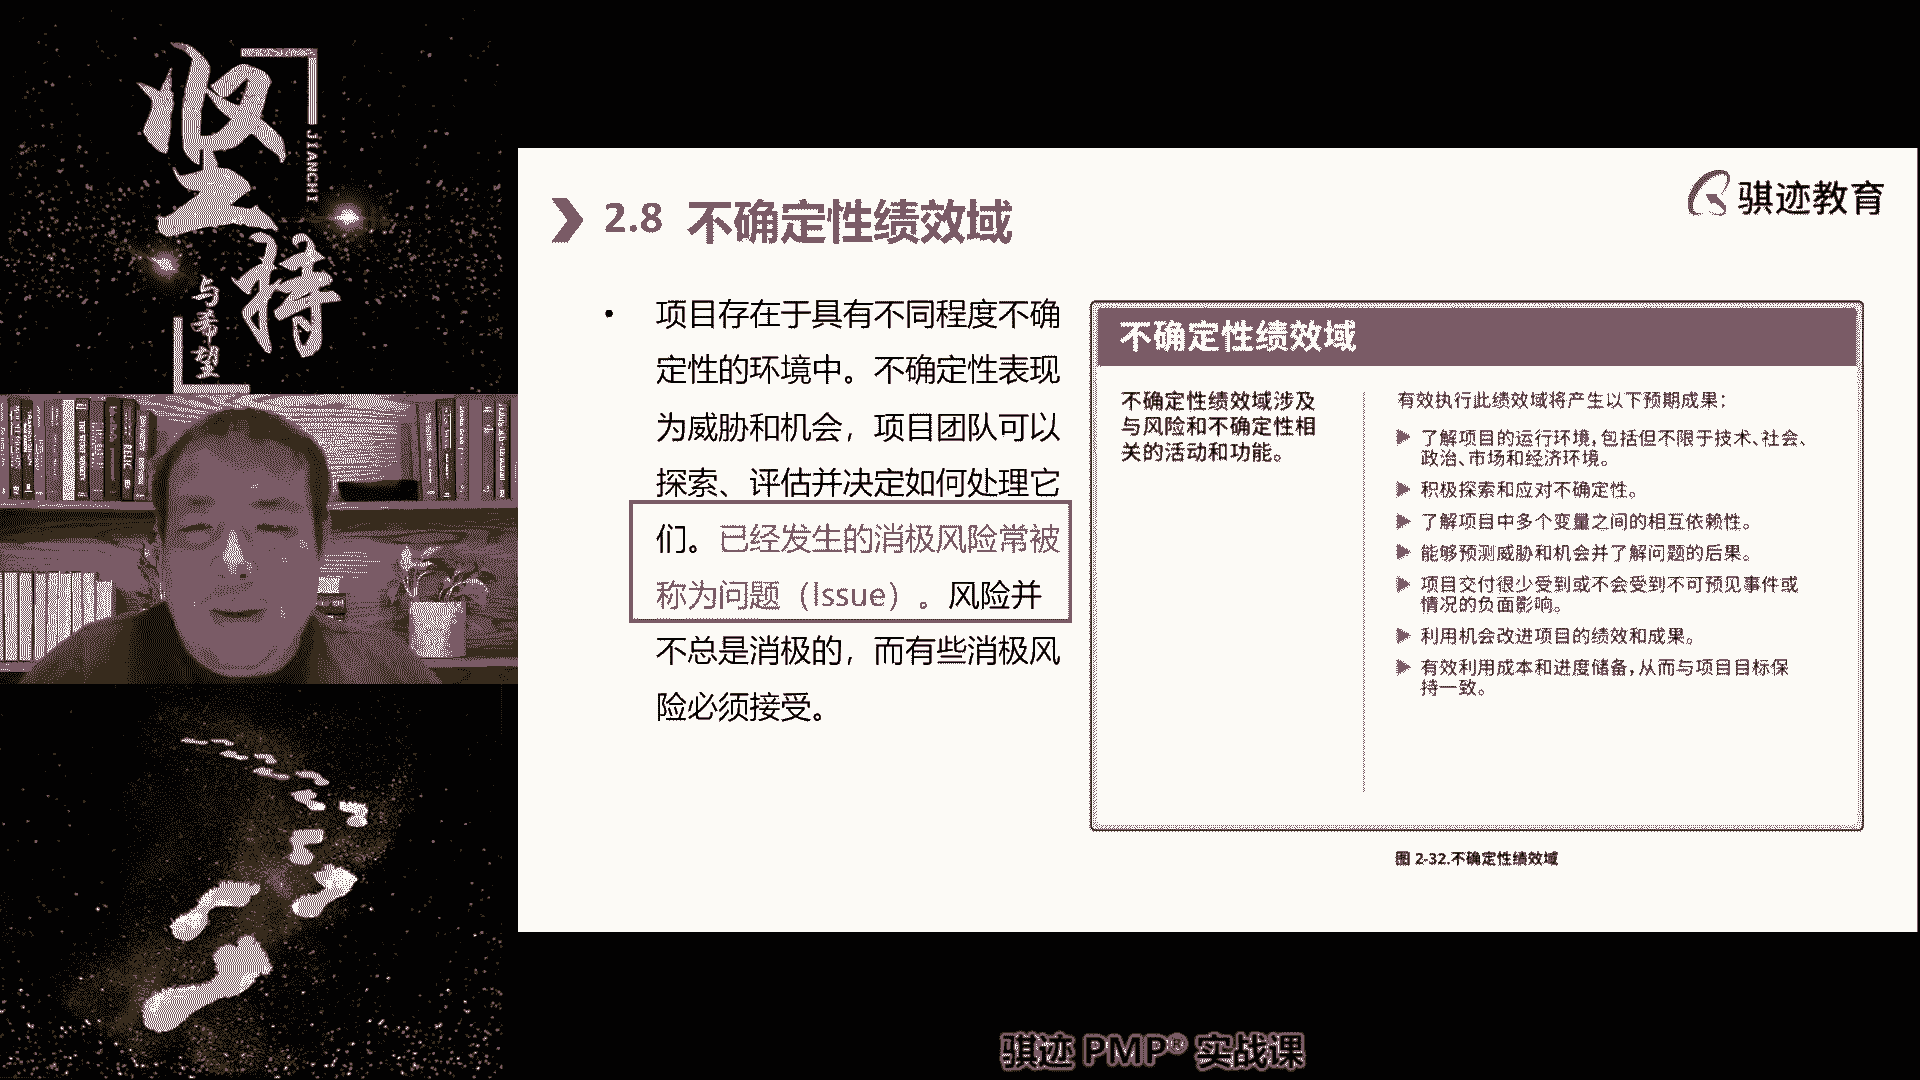 坚持
JIANCHI
与希望
骐迹教育
2.8 不确定性绩效域
• 项目存在于具有不同程度不确
定性的环境中。不确定性表现
为威胁和机会，项目团队可以
探索、评估并决定如何处理它
们。已经发生的消极风险常被
称为问题（Issue）。风险并
不总是消极的，而有些消极风
险必须接受。
不确定性绩效域
不确定性绩效域涉及
与风险和不确定性相
关的活动和功能。
有效执行此绩效域将产生以下预期成果：
了解项目的运行环境，包括但不限于技术、社会、
政治、市场和经济环境。
积极探索和应对不确定性。
了解项目中多个变量之间的相互依赖性。
能够预测威胁和机会并了解问题的后果。
项目交付很少受到或不会受到不可预见事件或
情况的负面影响。
利用机会改进项目的绩效和成果。
有效利用成本和进度储备，从而与项目目标保
持一致。
图 2-32.不确定性绩效域
骐迹 PMP® 实战课